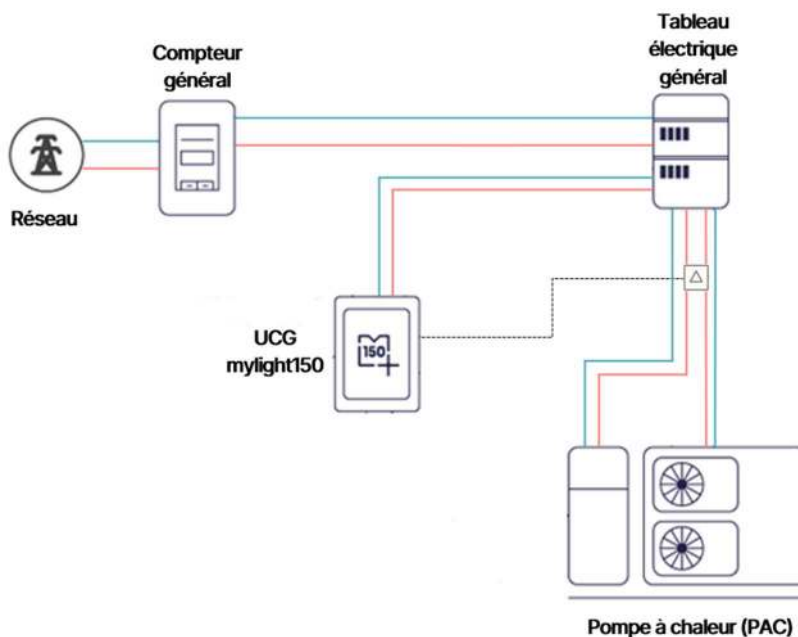 Compteur
général
Tableau
électrique
général
Réseau
UCG
mylight150
150
Pompe à chaleur (PAC)